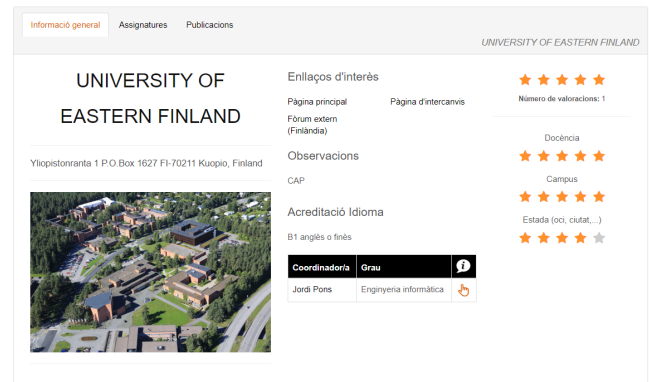 Informació general Assignatures Publicacions
UNIVERSITY OF EASTERN FINLAND
UNIVERSITY OF
EASTERN FINLAND
Yliopistonranta 1 P.O.Box 1627 FI-70211 Kuopio, Finland
Enllaços d'interès
Pàgina principal Pàgina d'intercanvis
Fòrum extern
(Finlàndia)
Observacions
CAP
Acreditació Idioma
B1 anglès o finès
Coordinador/a Grau
Jordi Pons Enginyeria informàtica
Número de valoracions: 1
Docència
Campus
Estada (oci, ciutat,...)